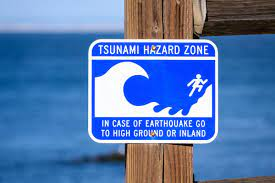 TSUNAMI HAZARD ZONE
IN CASE OF EARTHQUAKE GO
TO HIGH GROUND OR INLAND